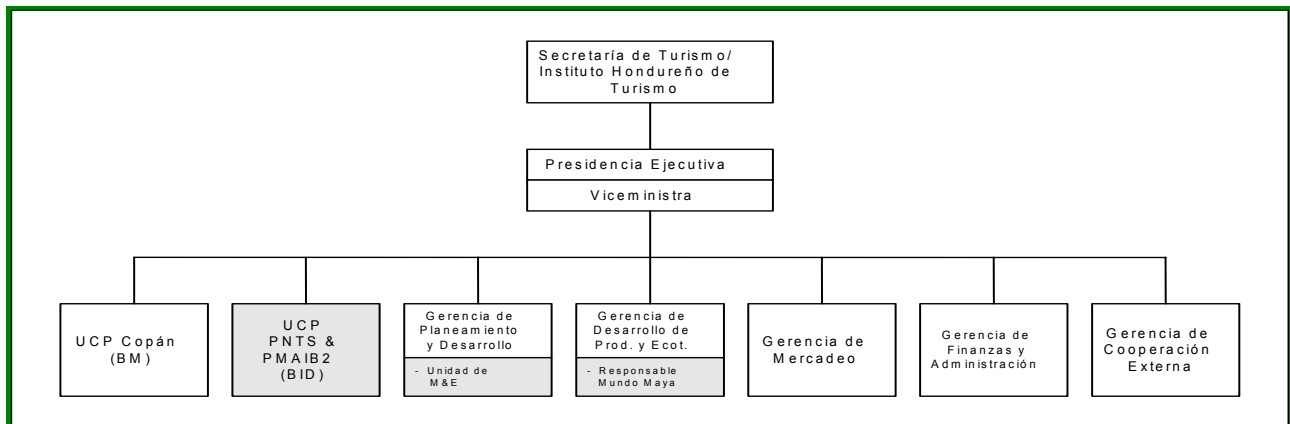 Secretaría de Turismo/
Instituto Hondureño de
Turismo
Presidencia Ejecutiva
Viceministra
UCP Copán
(BM)
UCP
PNTS &
PMAIB2
(BID)
Gerencia de
Planeamiento
y Desarrollo
- Unidad de
M&E
Gerencia de
Desarrollo de
Prod. y Ecot.
- Responsable
Mundo Maya
Gerencia de
Mercadeo
Gerencia de
Finanzas y
Administración
Gerencia de
Cooperación
Externa